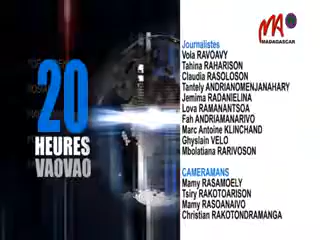 MA
MADAGASCAR
20
HEURES
VAOVAO
Journalistes
Vola RAVOAVY
Tahina RAHARISON
Claudia RASOLOSON
Tantely ANDRIANOMENJANAHARY
Jemima RADANIELINA
Lova RAMANANTSOA
Fah ANDRIAMANARIVO
Marc Antoine KLINCHAND
Ghyslain VELO
Mbolatiana RARIVOSON
CAMERAMANS
Mamy RASAMOELY
Tsiry RAKOTOARISON
Mamy RASOANAIVO
Christian RAKOTONDRAMANGA